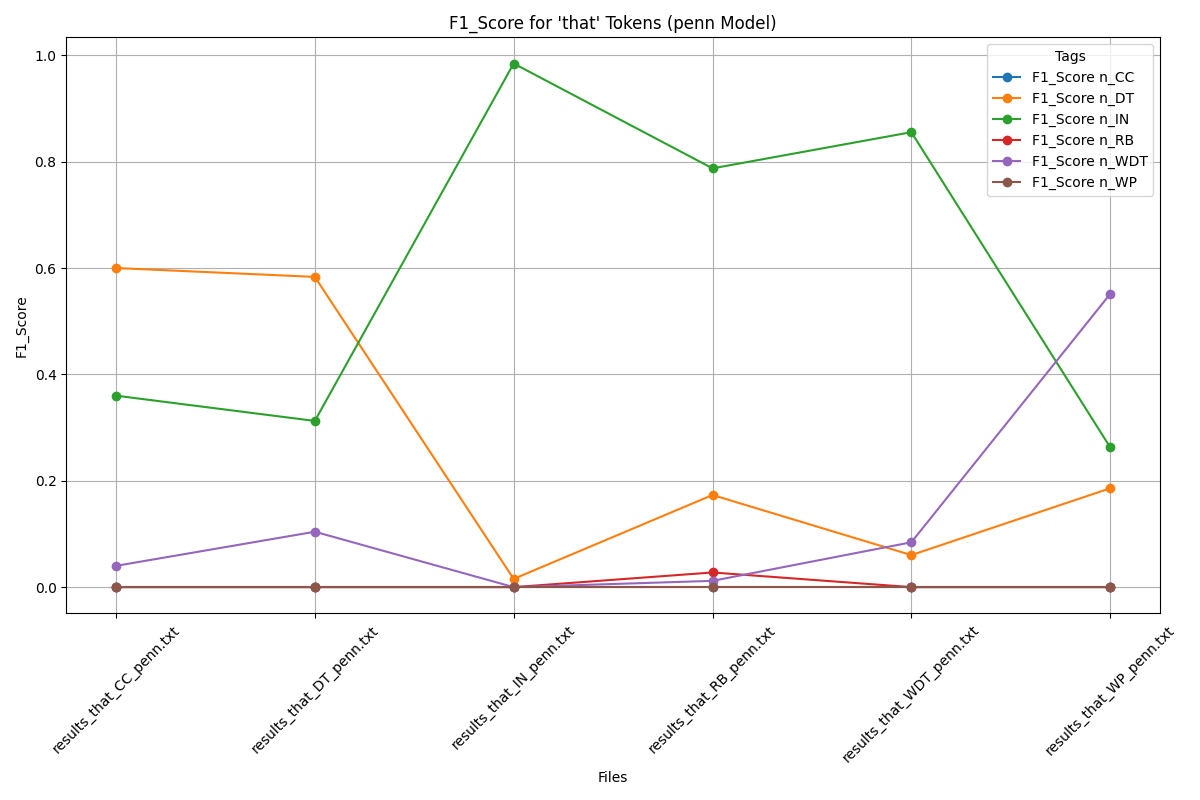 F1_Score for 'that' Tokens (penn Model)
Tags
F1_Score n_CC
F1_Score n_DT
F1_Score n_IN
F1_Score n_RB
F1_Score n_WDT
F1_Score n_WP
F1_Score
1.0
0.8
0.6
0.4
0.2
0.0
results_that_CC_penn.txt
results_that_DT_penn.txt
results_that_IN_penn.txt
results_that_RB_penn.txt
results_that_WDT_penn.txt
results_that_WP_penn.txt
Files